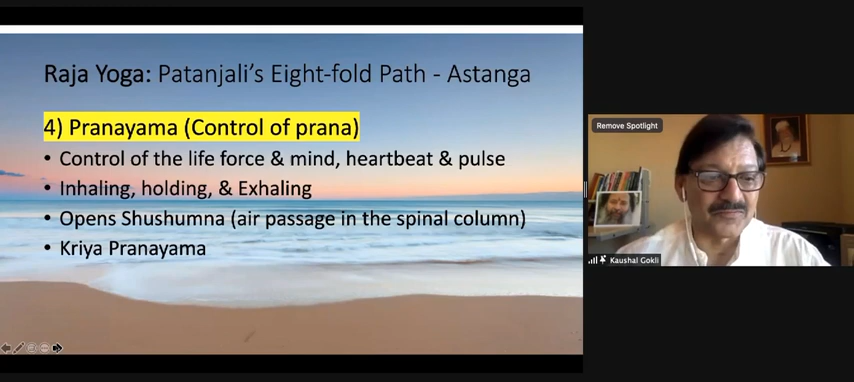 Raja Yoga: Patanjali's Eight-fold Path - Astanga
4) Pranayama (Control of prana)
• Control of the life force & mind, heartbeat & pulse
• Inhaling, holding, & Exhaling
• Opens Shushumna (air passage in the spinal column)
• Kriya Pranayama
Remove Spotlight
Kaushal Gokli